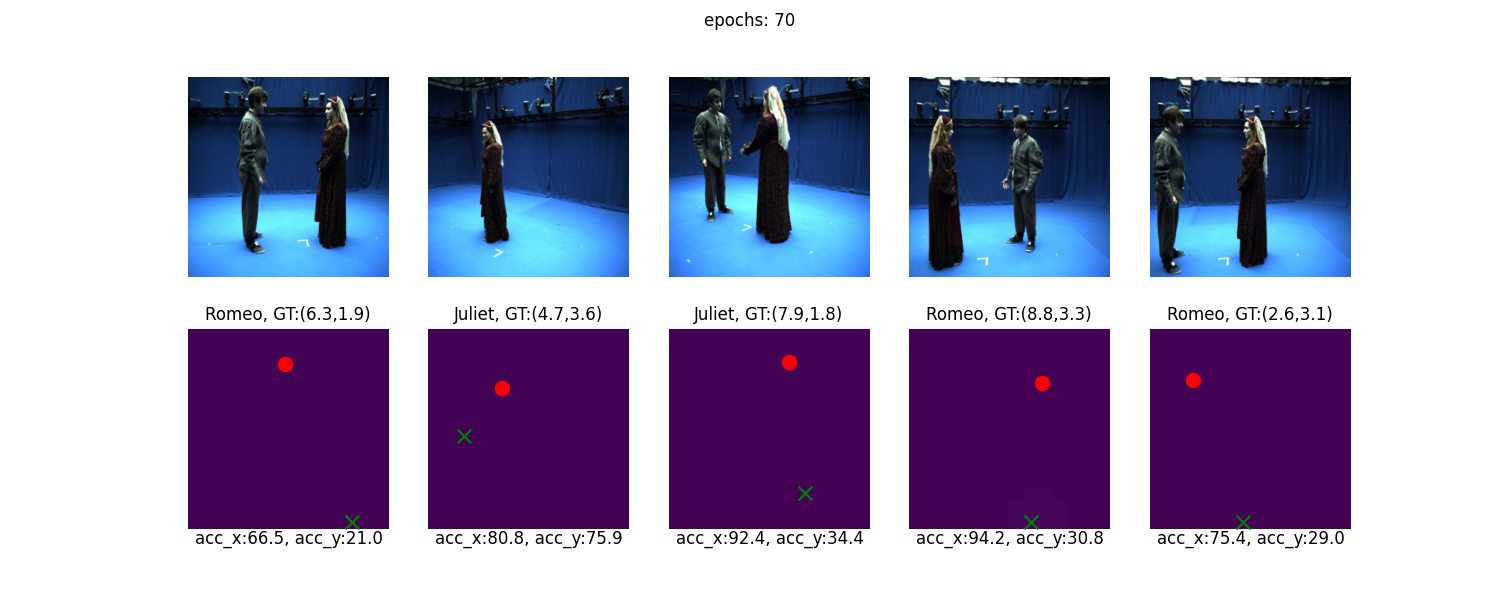 epochs: 70
Romeo, GT:(6.3,1.9)
Juliet, GT:(4.7,3.6)
Juliet, GT:(7.9,1.8)
Romeo, GT:(8.8,3.3)
Romeo, GT:(2.6,3.1)
acc_x:66.5, acc_y:21.0
acc_x:80.8, acc_y:75.9
acc_x:92.4, acc_y:34.4
acc_x:94.2, acc_y:30.8
acc_x:75.4, acc_y:29.0